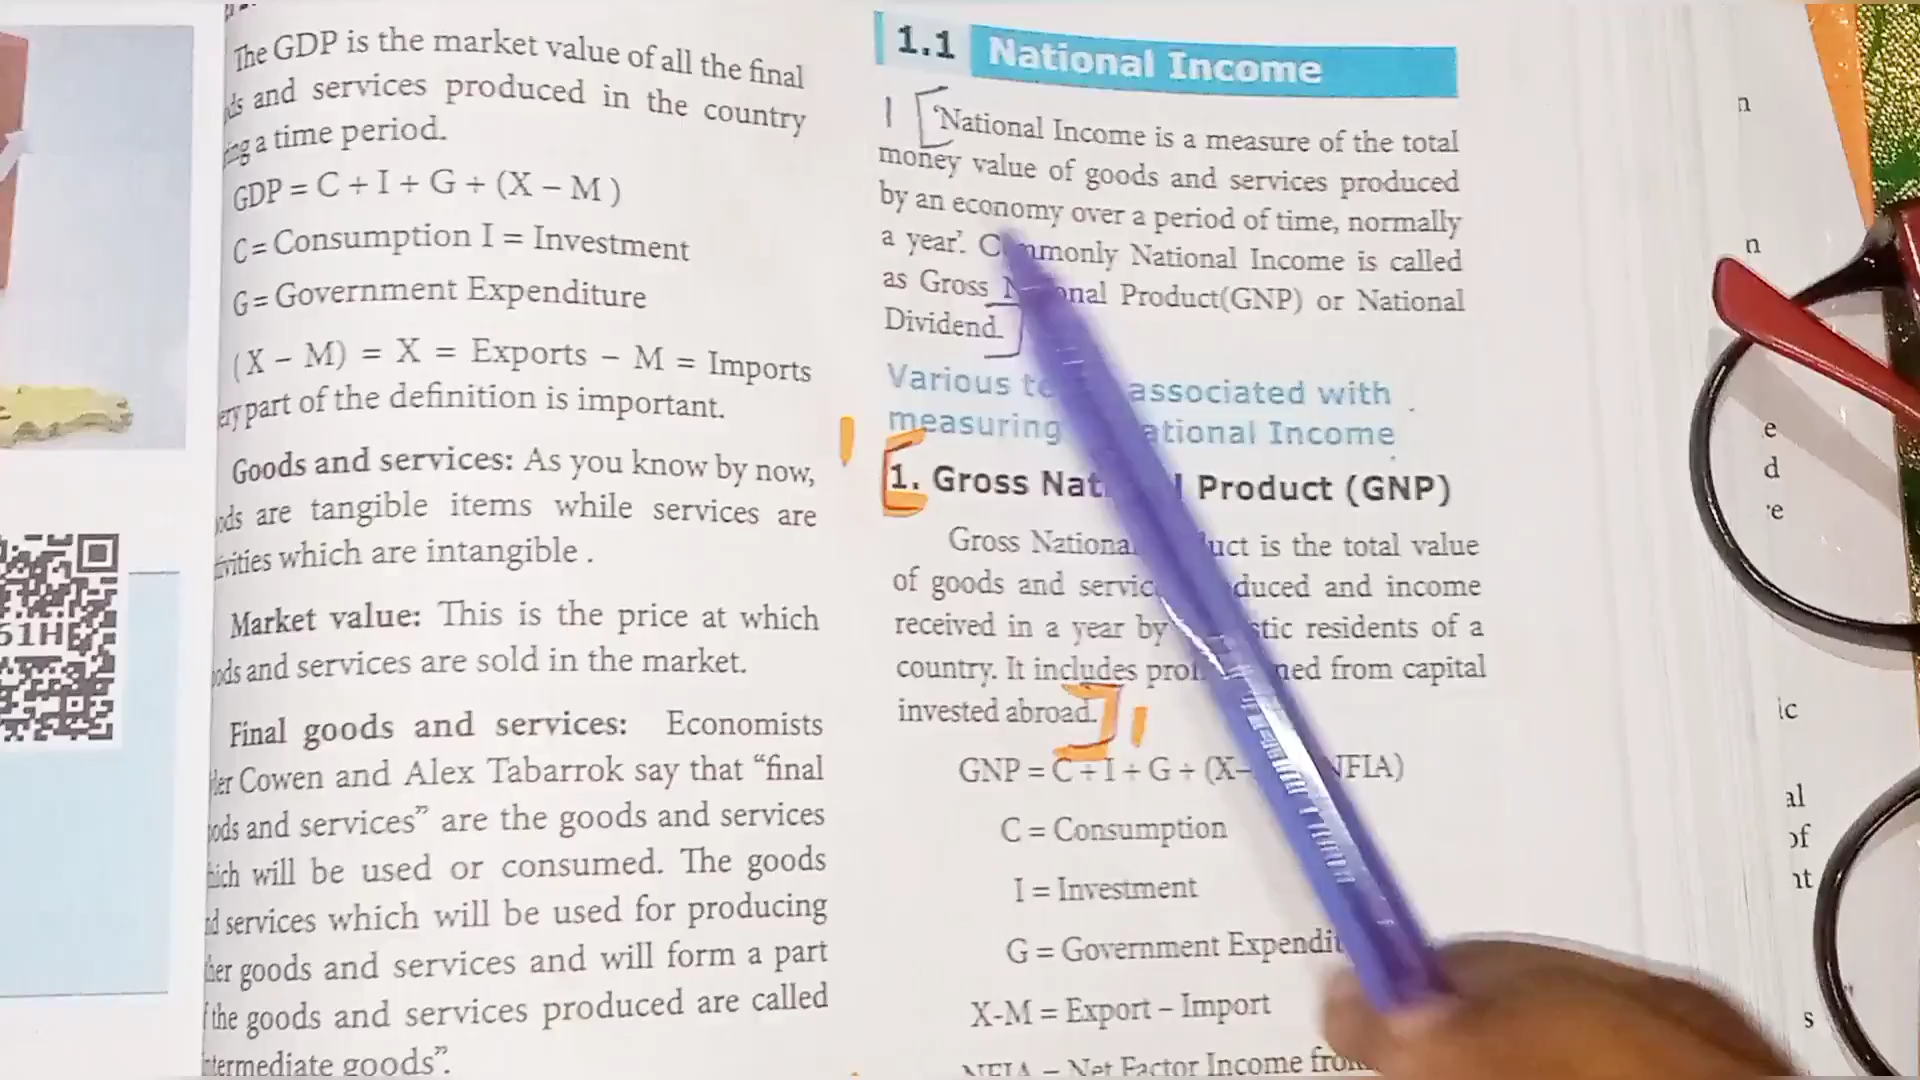 The GDP is the market value of all the final
and services produced in the country
a time period.
GDP = C + I + G + (X – M )
C = Consumption I = Investment
G = Government Expenditure
(X – M) = X = Exports – M = Imports
part of the definition is important.
Goods and services: As you know by now,
are tangible items while services are
which are intangible .
Market value: This is the price at which
and services are sold in the market.
Final goods and services: Economists
Cowen and Alex Tabarrok say that “final
and services” are the goods and services
will be used or consumed. The goods
services which will be used for producing
goods and services and will form a part
the goods and services produced are called
goods”.
51H
1.1 National Income
‘National Income is a measure of the total
money value of goods and services produced
by an economy over a period of time, normally
a year’. Commonly National Income is called
as Gross National Product(GNP) or National
Dividend.
Various associated with
measuring National Income
1. Gross National Product (GNP)
Gross National is the total value
of goods and and income
received in a year by residents of a
country. It includes from capital
invested abroad.
GNP = C + I + G + (X– NFIA)
C = Consumption
I = Investment
G = Government
X-M = Export – Import
NFIA – Net Factor Income from